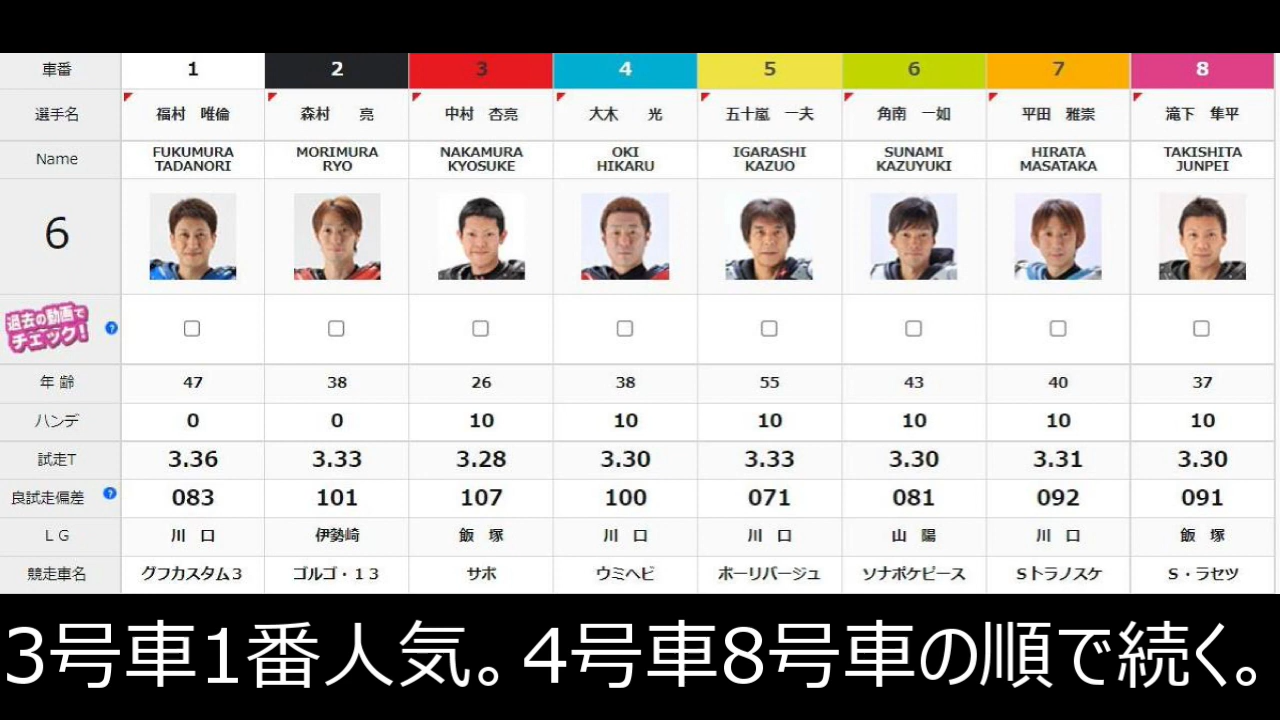 車番 1 2 3 4 5 6 7 8
選手名 福村 唯倫 森村 亮 中村 杏亮 大木 光 五十嵐 一夫 角南 一如 平田 雅崇 滝下 隼平
Name FUKUMURA TADANORI MORIMURA RYO NAKAMURA KYOSUKE OKI HIKARU IGARASHI KAZUO SUNAMI KAZUYUKI HIRATA MASATAKA TAKISHITA JUNPEI
6
過去の動画でチェック! ?
年 齢 47 38 26 38 55 43 40 37
ハンデ 0 0 10 10 10 10 10 10
試走T 3.36 3.33 3.28 3.30 3.33 3.30 3.31 3.30
良試走偏差 ? 083 101 107 100 071 081 092 091
ＬＧ 川 口 伊勢崎 飯 塚 川 口 川 口 山 陽 川 口 飯 塚
競走車名 グフカスタム３ ゴルゴ・１３ サボ ウミヘビ ボーリバージュ ソナポケピース Ｓトラノスケ Ｓ・ラセツ
3号車1番人気。4号車8号車の順で続く。